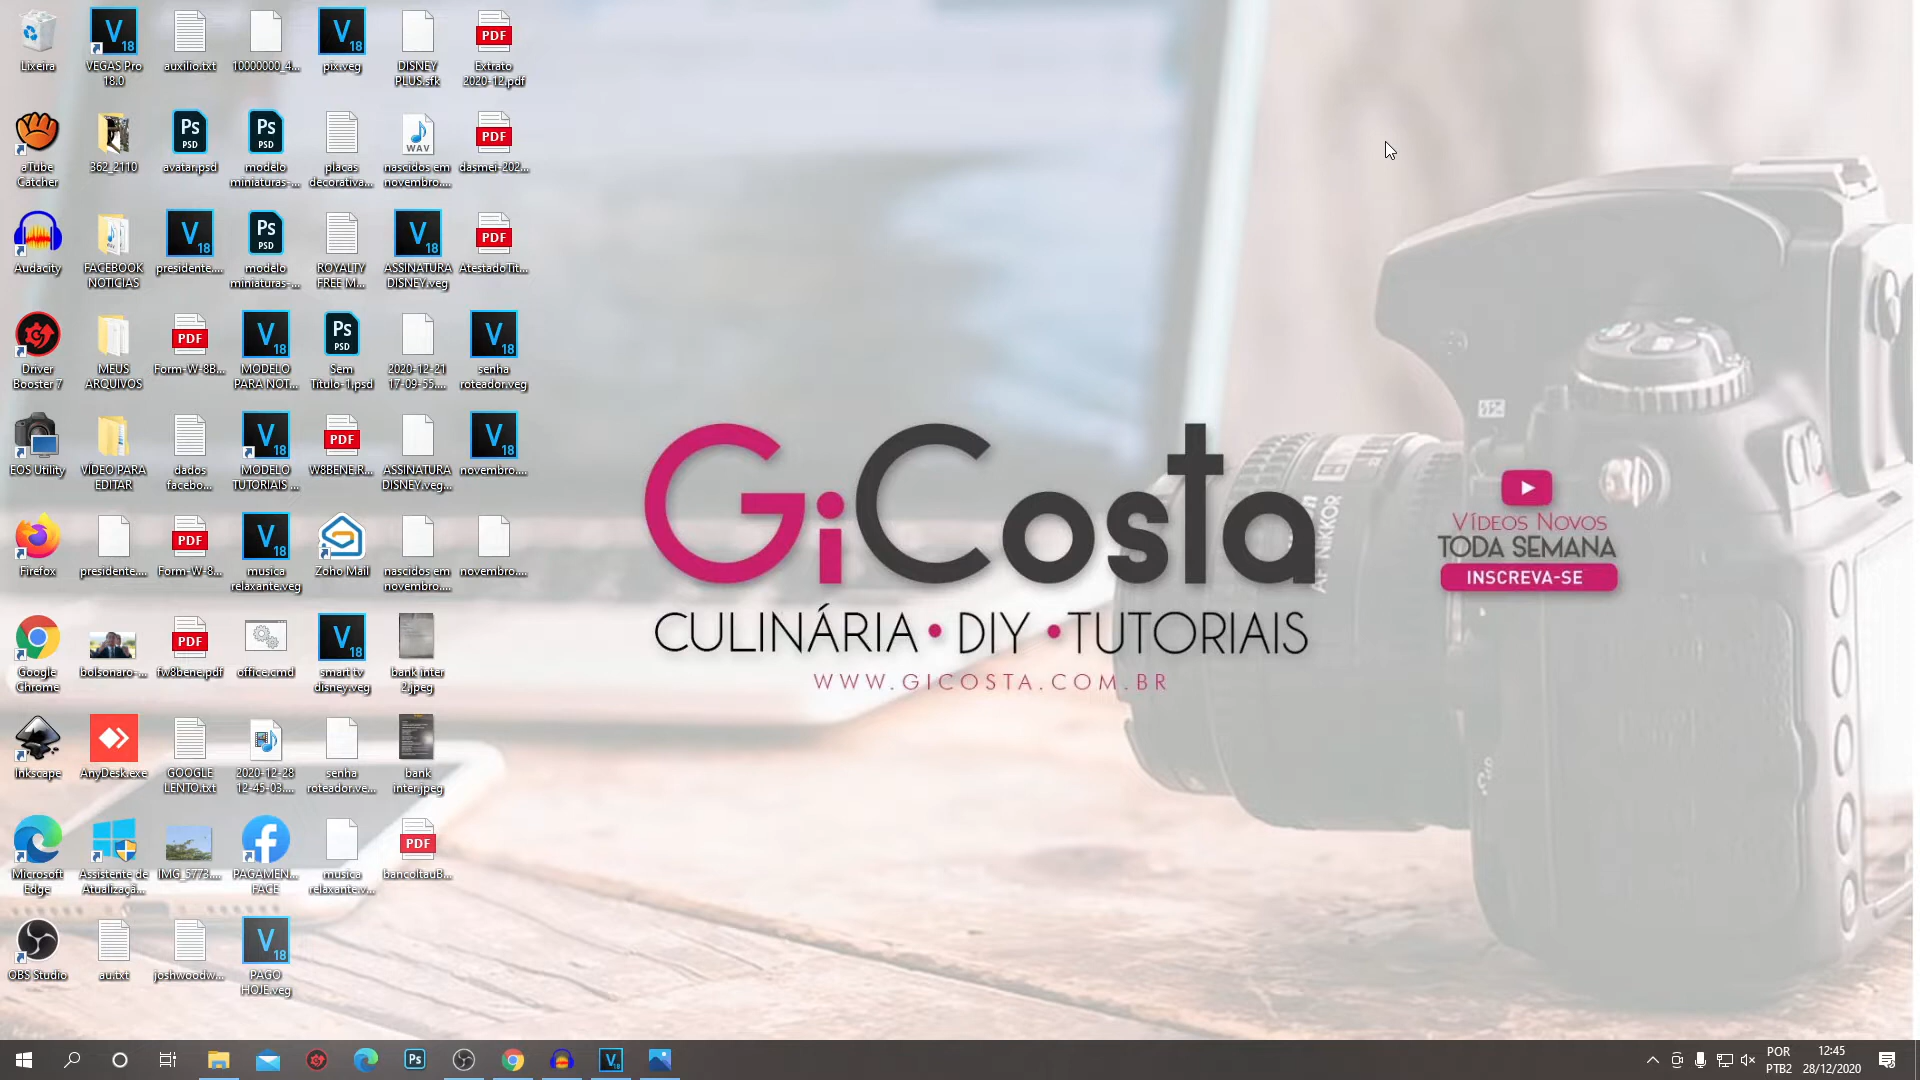 Lixeira
VEGAS Pro
18.0
auxilio.txt
10000000_4...
pix.veg
DISNEY
PLUS.sfk
Extrato
2020-12.pdf
aTube
Catcher
362_2110
avatar.psd
modelo
miniaturas-...
placas
decorativa...
nascidos em
novembro....
dasmei-202...
Audacity
FACEBOOK
NOTICIAS
presidente....
modelo
miniaturas-...
ROYALTY
FREE M...
ASSINATURA
DISNEY.veg
AtestadoTit...
Driver
Booster 7
MEUS
ARQUIVOS
Form-W-8B...
MODELO
PARA NOT...
Sem
Título-1.psd
2020-12-21
17-09-55....
senha
roteador.veg
EOS Utility
VÍDEO PARA
EDITAR
dados
facebo...
MODELO
TUTORIAIS ...
W8BENE.R...
ASSINATURA
DISNEY.veg...
novembro....
Firefox
presidente....
Form-W-8...
musica
relaxante.veg
Zoho Mail
nascidos em
novembro....
novembro....
Google
Chrome
bolsonaro-...
fw8bene.pdf
office.cmd
smart tv
disney.veg
bank inter
2.jpeg
Inkscape
AnyDesk.exe
GOOGLE
LENTO.txt
2020-12-28
12-45-03....
senha
roteador.ve...
bank
inter.jpeg
Microsoft
Edge
Assistente de
Atualizaçã...
IMG_5773....
PAGAMEN...
FACE
musica
relaxante.v...
bancoItauB...
OBS Studio
au.txt
joshwoodw...
PAGO
HOJE.veg
GiCosta
CULINÁRIA • DIY • TUTORIAIS
WWW.GICOSTA.COM.BR
AF NIKKOR
VÍDEOS NOVOS
TODA SEMANA
INSCREVA-SE
POR
PTB2
12:45
28/12/2020